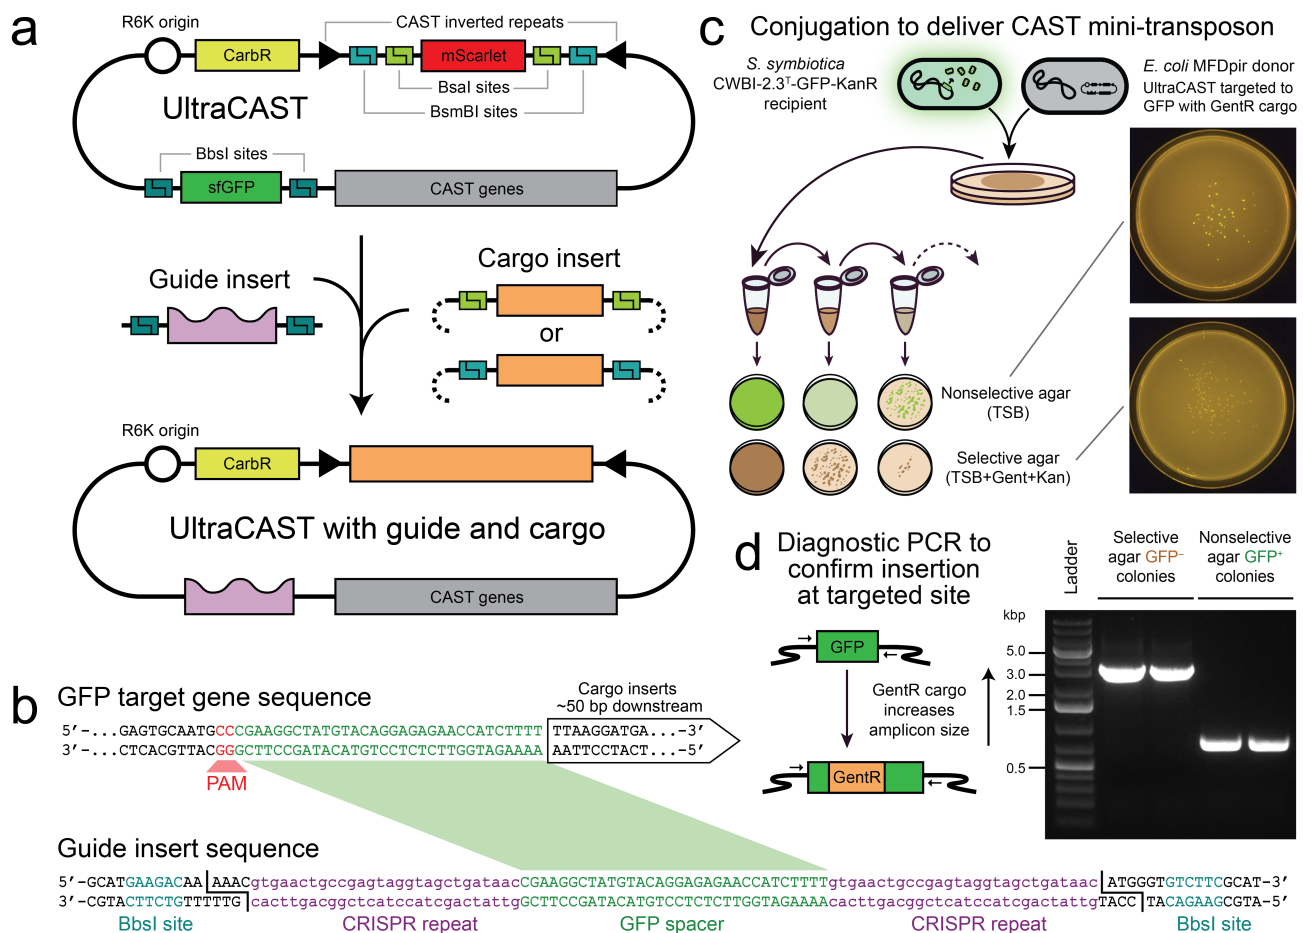 a
R6K origin
CAST inverted repeats
CarbR
mScarlet
BsaI sites
BsmBI sites
UltraCAST
BbsI sites
sfGFP
CAST genes
Guide insert
Cargo insert
or
R6K origin
CarbR
UltraCAST with guide and cargo
CAST genes
b
GFP target gene sequence
Cargo inserts
~50 bp downstream
5’-...GAGTGCAATGCCCGAAGGCTATGTACAGGAGAGAACCATCTTTT TTAAGGATGA...-3’
3’-...CTCACGTTACGGGCTTCCGATACATGTCCTCTCTTGGTAGAAAA AATTCCTACT...-5’
PAM
Guide insert sequence
5’-GCATGAAGACAA AAACgtgaactgccgagtaggtagctgataacCGAAGGCTATGTACAGGAGAGAACCATCTTTTgtgaactgccgagtaggtagctgataac ATGGGTGTCTTCGCAT-3’
3’-CGTACTTCTGTTTTTG cacttgacggctcatccatcgactattgGCTTCCGATACATGTCCTCTCTTGGTAGAAAAcacttgacggctcatccatcgactattgTACC TACAGAAGCGTA-5’
BbsI site
CRISPR repeat
GFP spacer
CRISPR repeat
BbsI site
c
Conjugation to deliver CAST mini-transposon
S. symbiotica
CWBI-2.3ᵀ-GFP-KanR
recipient
E. coli MFDpir donor
UltraCAST targeted to
GFP with GentR cargo
Nonselective agar
(TSB)
Selective agar
(TSB+Gent+Kan)
d
Diagnostic PCR to
confirm insertion
at targeted site
GFP
GentR cargo
increases
amplicon size
GentR
Ladder
Selective
agar GFP⁻
colonies
Nonselective
agar GFP⁺
colonies
kbp
5.0
3.0
2.0
1.5
0.5